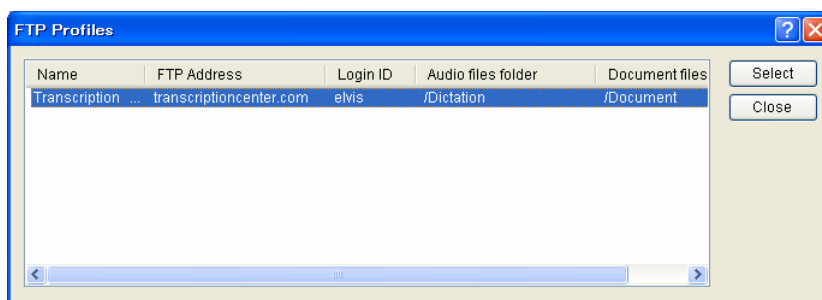 FTP Profiles
Name FTP Address Login ID Audio files folder Document files
Transcription ... transcriptioncenter.com elvis /Dictation /Document
Select
Close